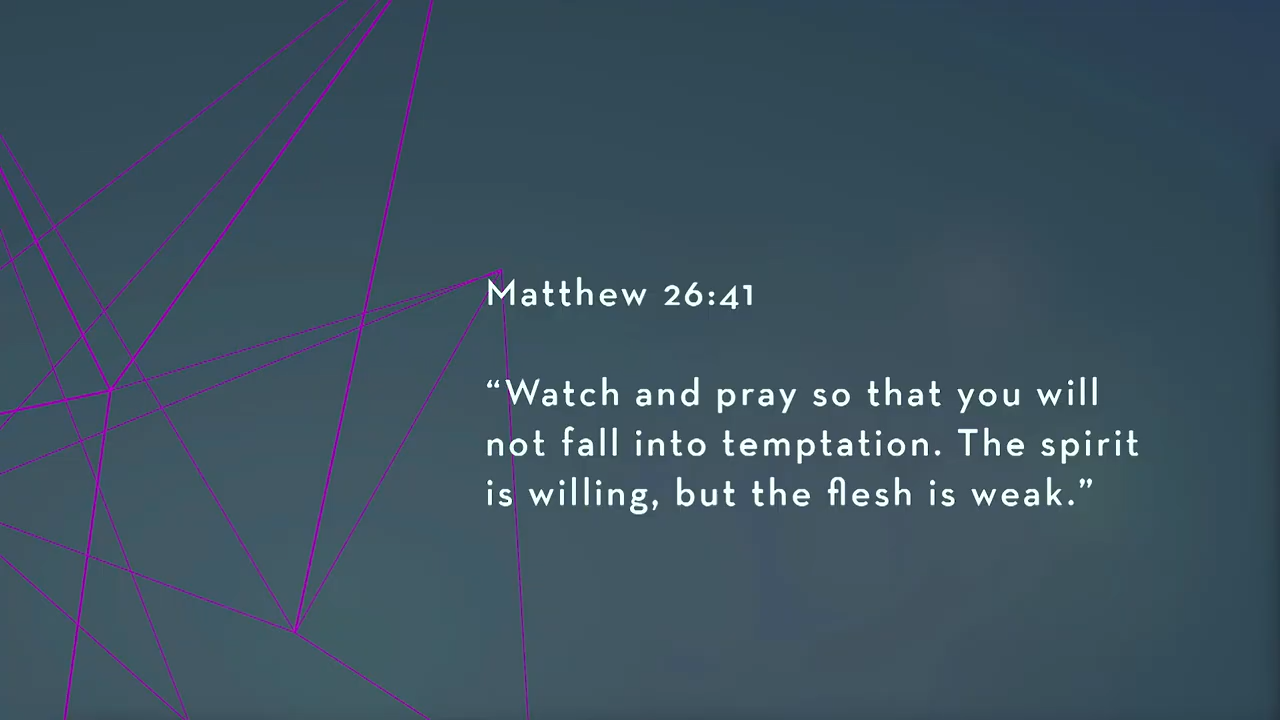 Matthew 26:41
“Watch and pray so that you will
not fall into temptation. The spirit
is willing, but the flesh is weak.”